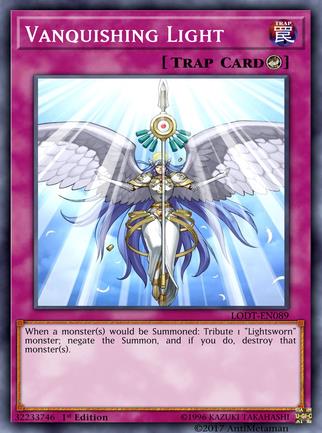 VANQUISHING LIGHT
TRAP
罠
[TRAP CARD]
LODT-EN089
When a monster(s) would be Summoned: Tribute 1 "Lightsworn"
monster; negate the Summon, and if you do, destroy that
monster(s).
32233746 1st Edition ©1996 KAZUKI TAKAHASHI
©2017 AntiMetaman